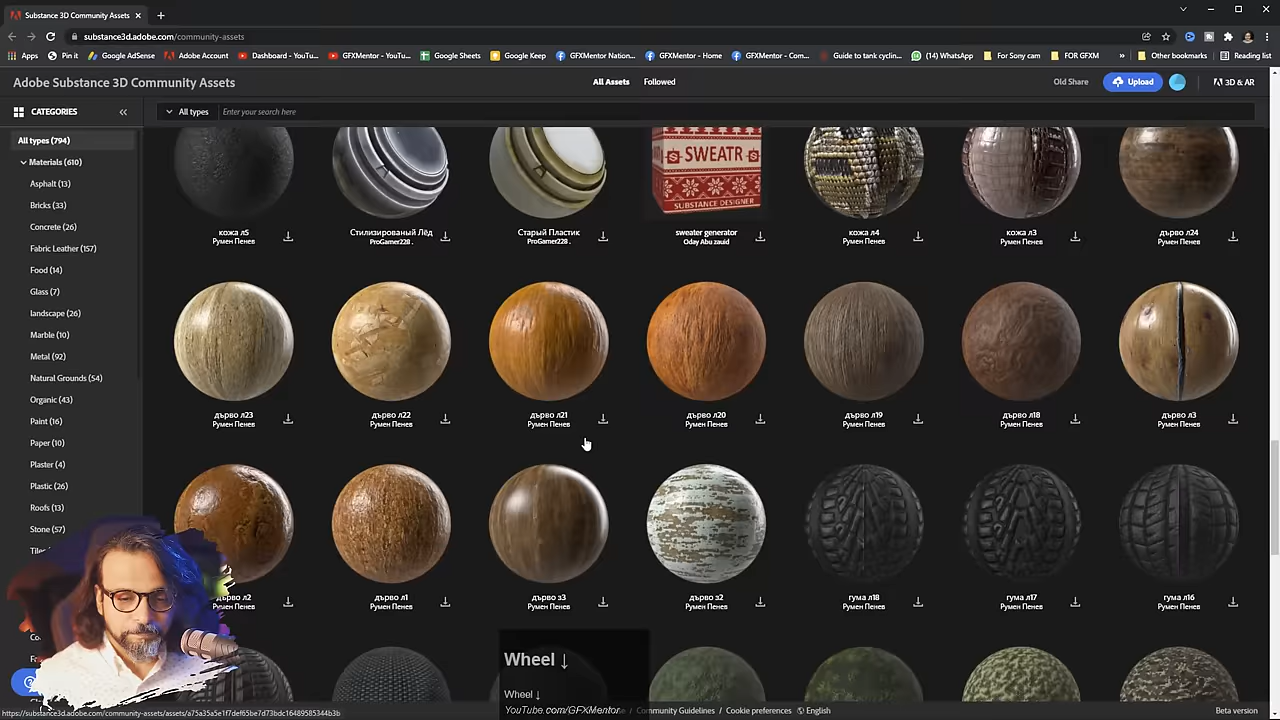 Substance 3D Community Assets
substance3d.adobe.com/community-assets
Apps
Pin it
Google AdSense
Adobe Account
Dashboard - YouTu...
GFXMentor - YouTu...
Google Sheets
Google Keep
GFXMentor Nation...
GFXMentor - Home
GFXMentor - Com...
Guide to tank cyclin...
(14) WhatsApp
For Sony cam
FOR GFXM
»
Other bookmarks
Reading list
Adobe Substance 3D Community Assets
All Assets
Followed
Old Share
Upload
3D & AR
CATEGORIES
All types
Enter your search here
All types (794)
Materials (610)
Asphalt (13)
Bricks (33)
Concrete (26)
Fabric Leather (157)
Food (14)
Glass (7)
landscape (26)
Marble (10)
Metal (92)
Natural Grounds (54)
Organic (43)
Paint (16)
Paper (10)
Plaster (4)
Plastic (26)
Roofs (13)
Stone (57)
SWEATR
SUBSTANCE DESIGNER
кожа л5
Румен Пенев
Стилизированый Лёд
ProGamer228 .
Старый Пластик
ProGamer228 .
sweater generator
Oday Abu zauid
кожа л4
Румен Пенев
кожа л3
Румен Пенев
дърво л24
Румен Пенев
дърво л23
Румен Пенев
дърво л22
Румен Пенев
дърво л21
Румен Пенев
дърво л20
Румен Пенев
дърво л19
Румен Пенев
дърво л18
Румен Пенев
дърво л3
Румен Пенев
дърво л2
Румен Пенев
дърво л1
Румен Пенев
дърво з3
Румен Пенев
дърво з2
Румен Пенев
гума л18
Румен Пенев
гума л17
Румен Пенев
гума л16
Румен Пенев
Wheel ↓
Wheel ↓
YouTube.com/GFXMentor
Community Guidelines / Cookie preferences
English
Beta version